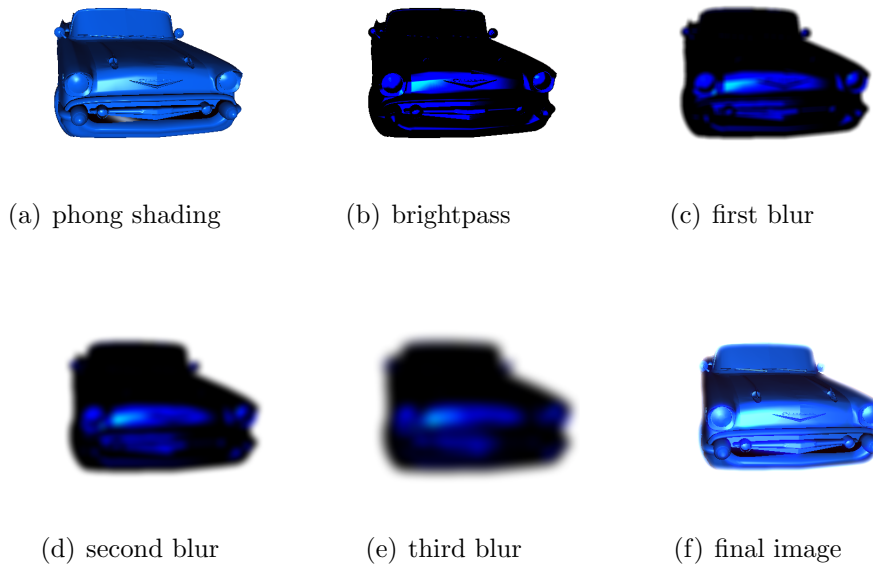 (a) phong shading
(b) brightpass
(c) first blur
(d) second blur
(e) third blur
(f) final image